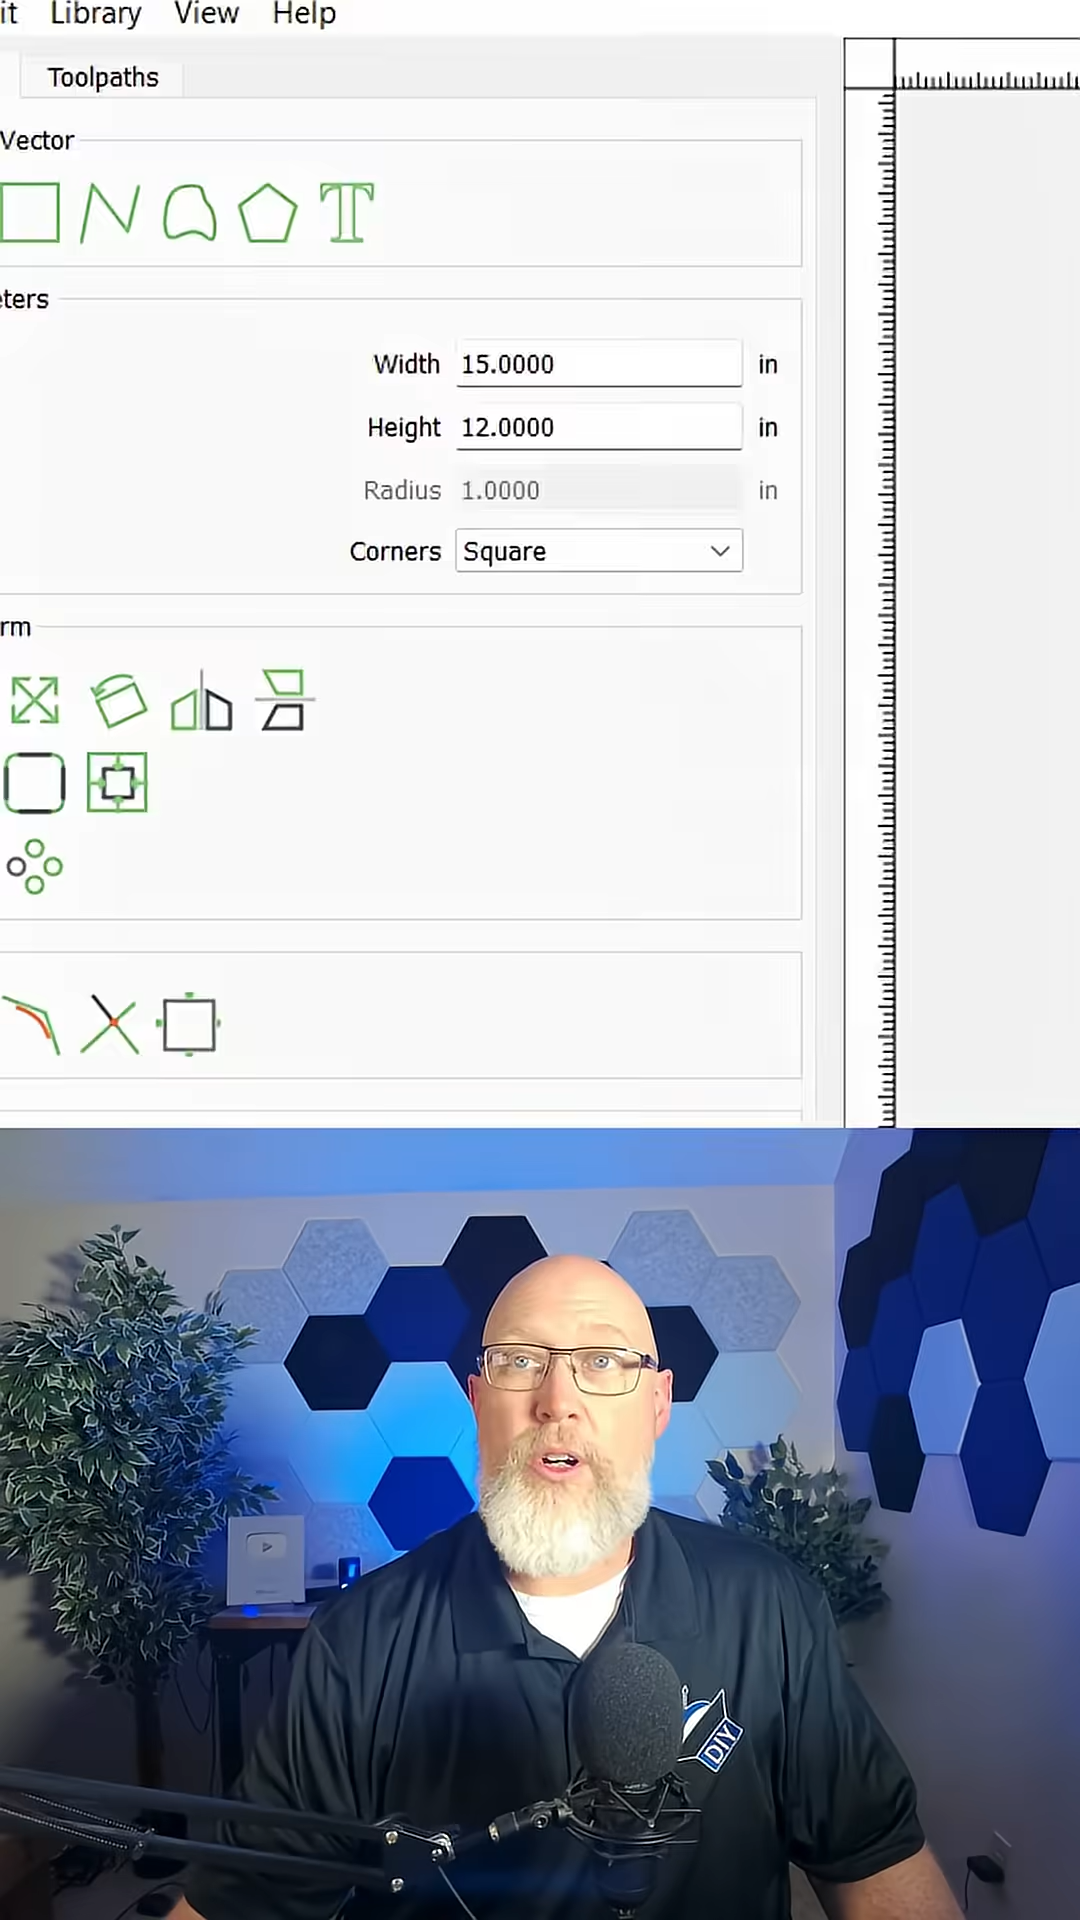 it Library View Help
Toolpaths
Vector
T
eters
Width 15.0000 in
Height 12.0000 in
Radius 1.0000 in
Corners Square
rm
DIY